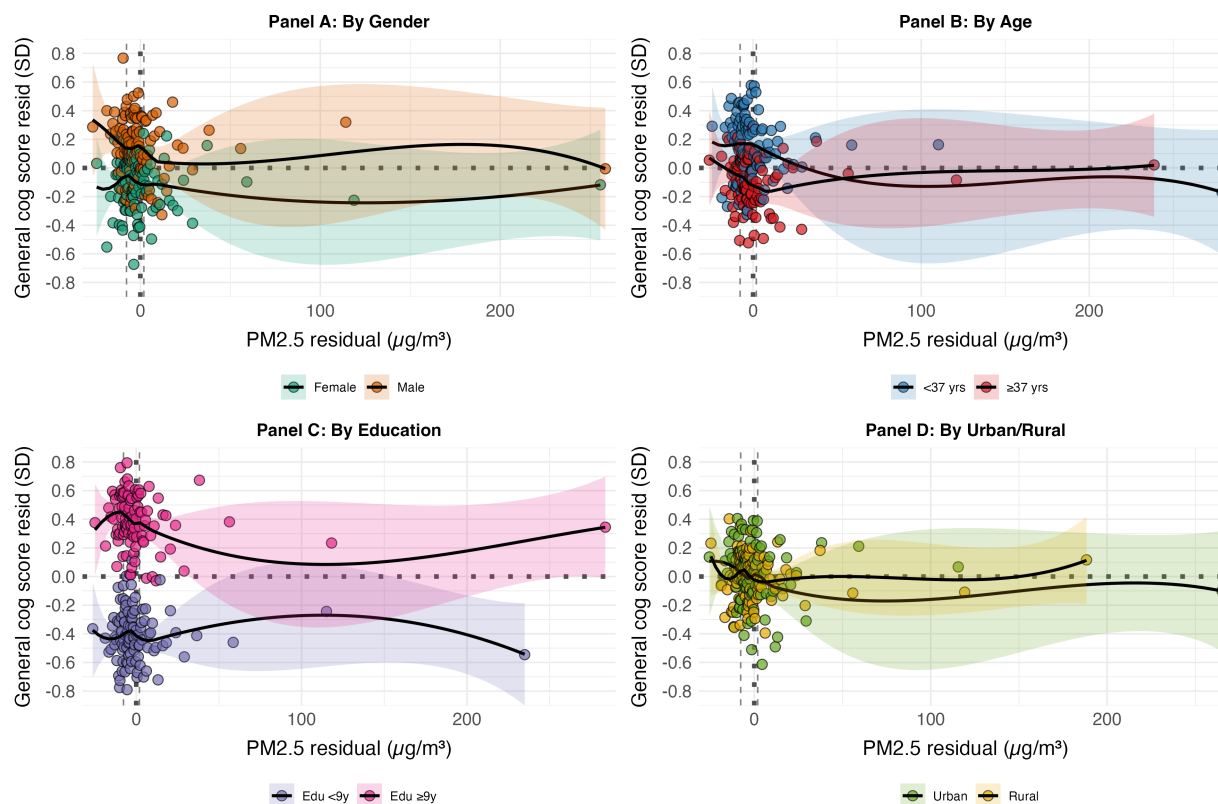 Panel A: By Gender
General cog score resid (SD)
0.8
0.6
0.4
0.2
0.0
-0.2
-0.4
-0.6
-0.8
0
100
200
PM2.5 residual (µg/m³)
Female
Male
Panel B: By Age
General cog score resid (SD)
0.8
0.6
0.4
0.2
0.0
-0.2
-0.4
-0.6
-0.8
0
100
200
PM2.5 residual (µg/m³)
<37 yrs
≥37 yrs
Panel C: By Education
General cog score resid (SD)
0.8
0.6
0.4
0.2
0.0
-0.2
-0.4
-0.6
-0.8
0
100
200
PM2.5 residual (µg/m³)
Edu <9y
Edu ≥9y
Panel D: By Urban/Rural
General cog score resid (SD)
0.8
0.6
0.4
0.2
0.0
-0.2
-0.4
-0.6
-0.8
0
100
200
PM2.5 residual (µg/m³)
Urban
Rural